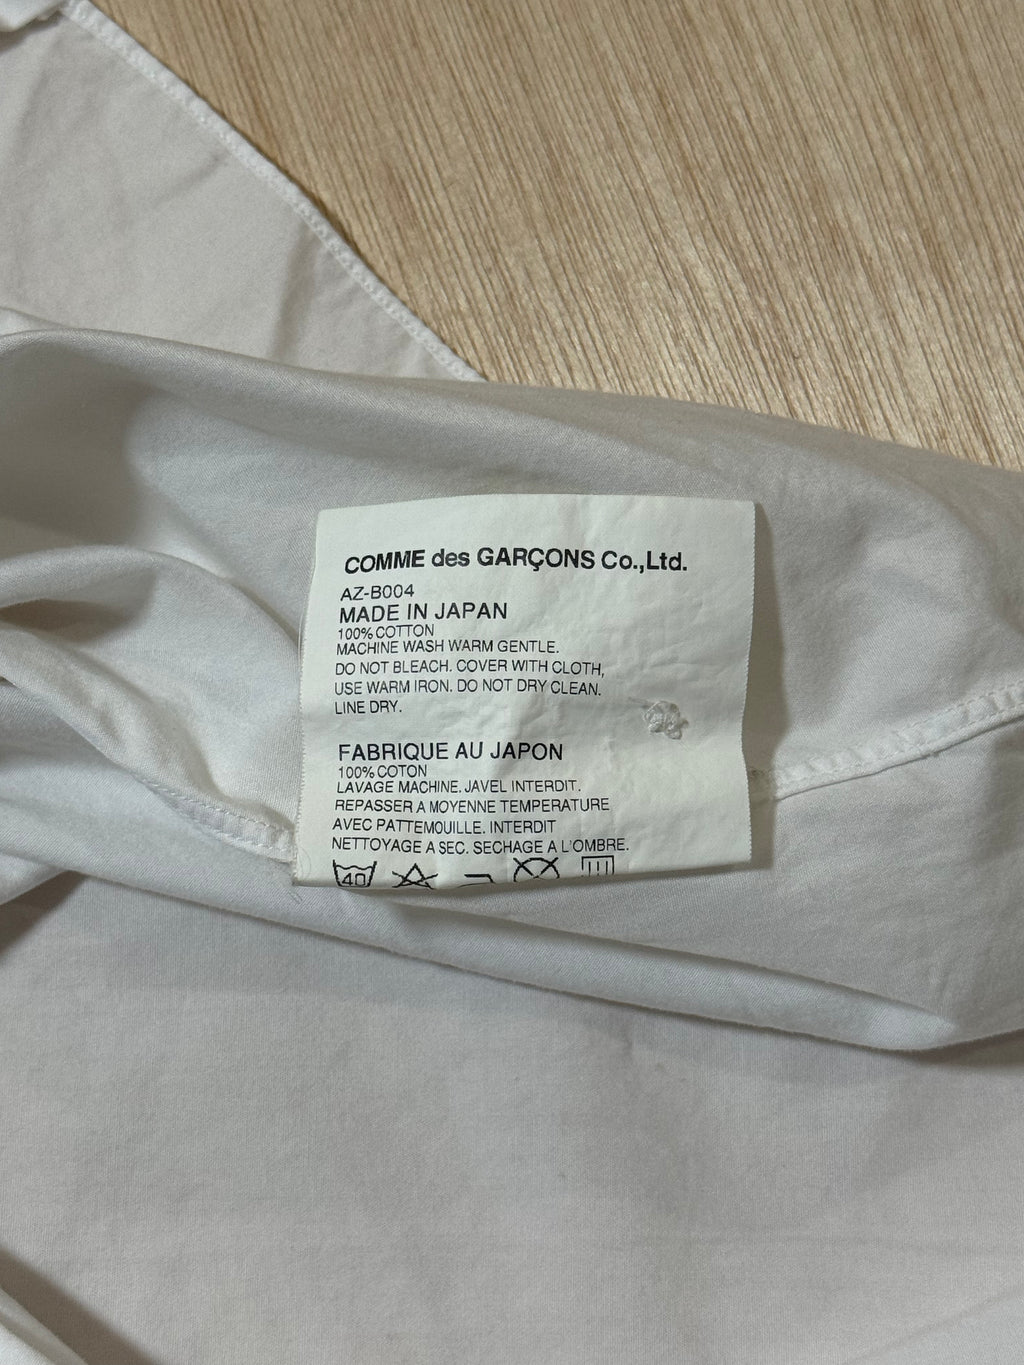 COMME des GARÇONS Co.,Ltd.
AZ-B004
MADE IN JAPAN
100% COTTON
MACHINE WASH WARM GENTLE.
DO NOT BLEACH. COVER WITH CLOTH,
USE WARM IRON. DO NOT DRY CLEAN.
LINE DRY.
FABRIQUE AU JAPON
100% COTON
LAVAGE MACHINE. JAVEL INTERDIT.
REPASSER A MOYENNE TEMPERATURE
AVEC PATTEMOUILLE. INTERDIT
NETTOYAGE A SEC. SECHAGE A L'OMBRE.
40